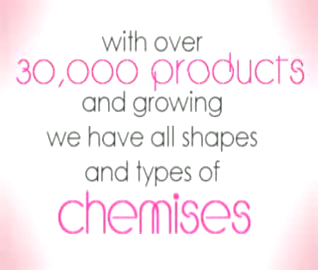 with over
30,000 products
and growing
we have all shapes
and types of
chemises